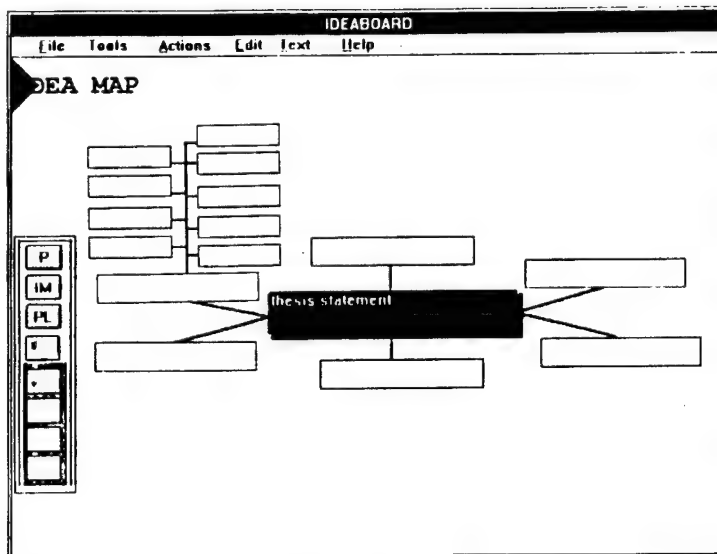 IDEABOARD
File Tools Actions Edit Text Help
IDEA MAP
P
IM
PL
thesis statement